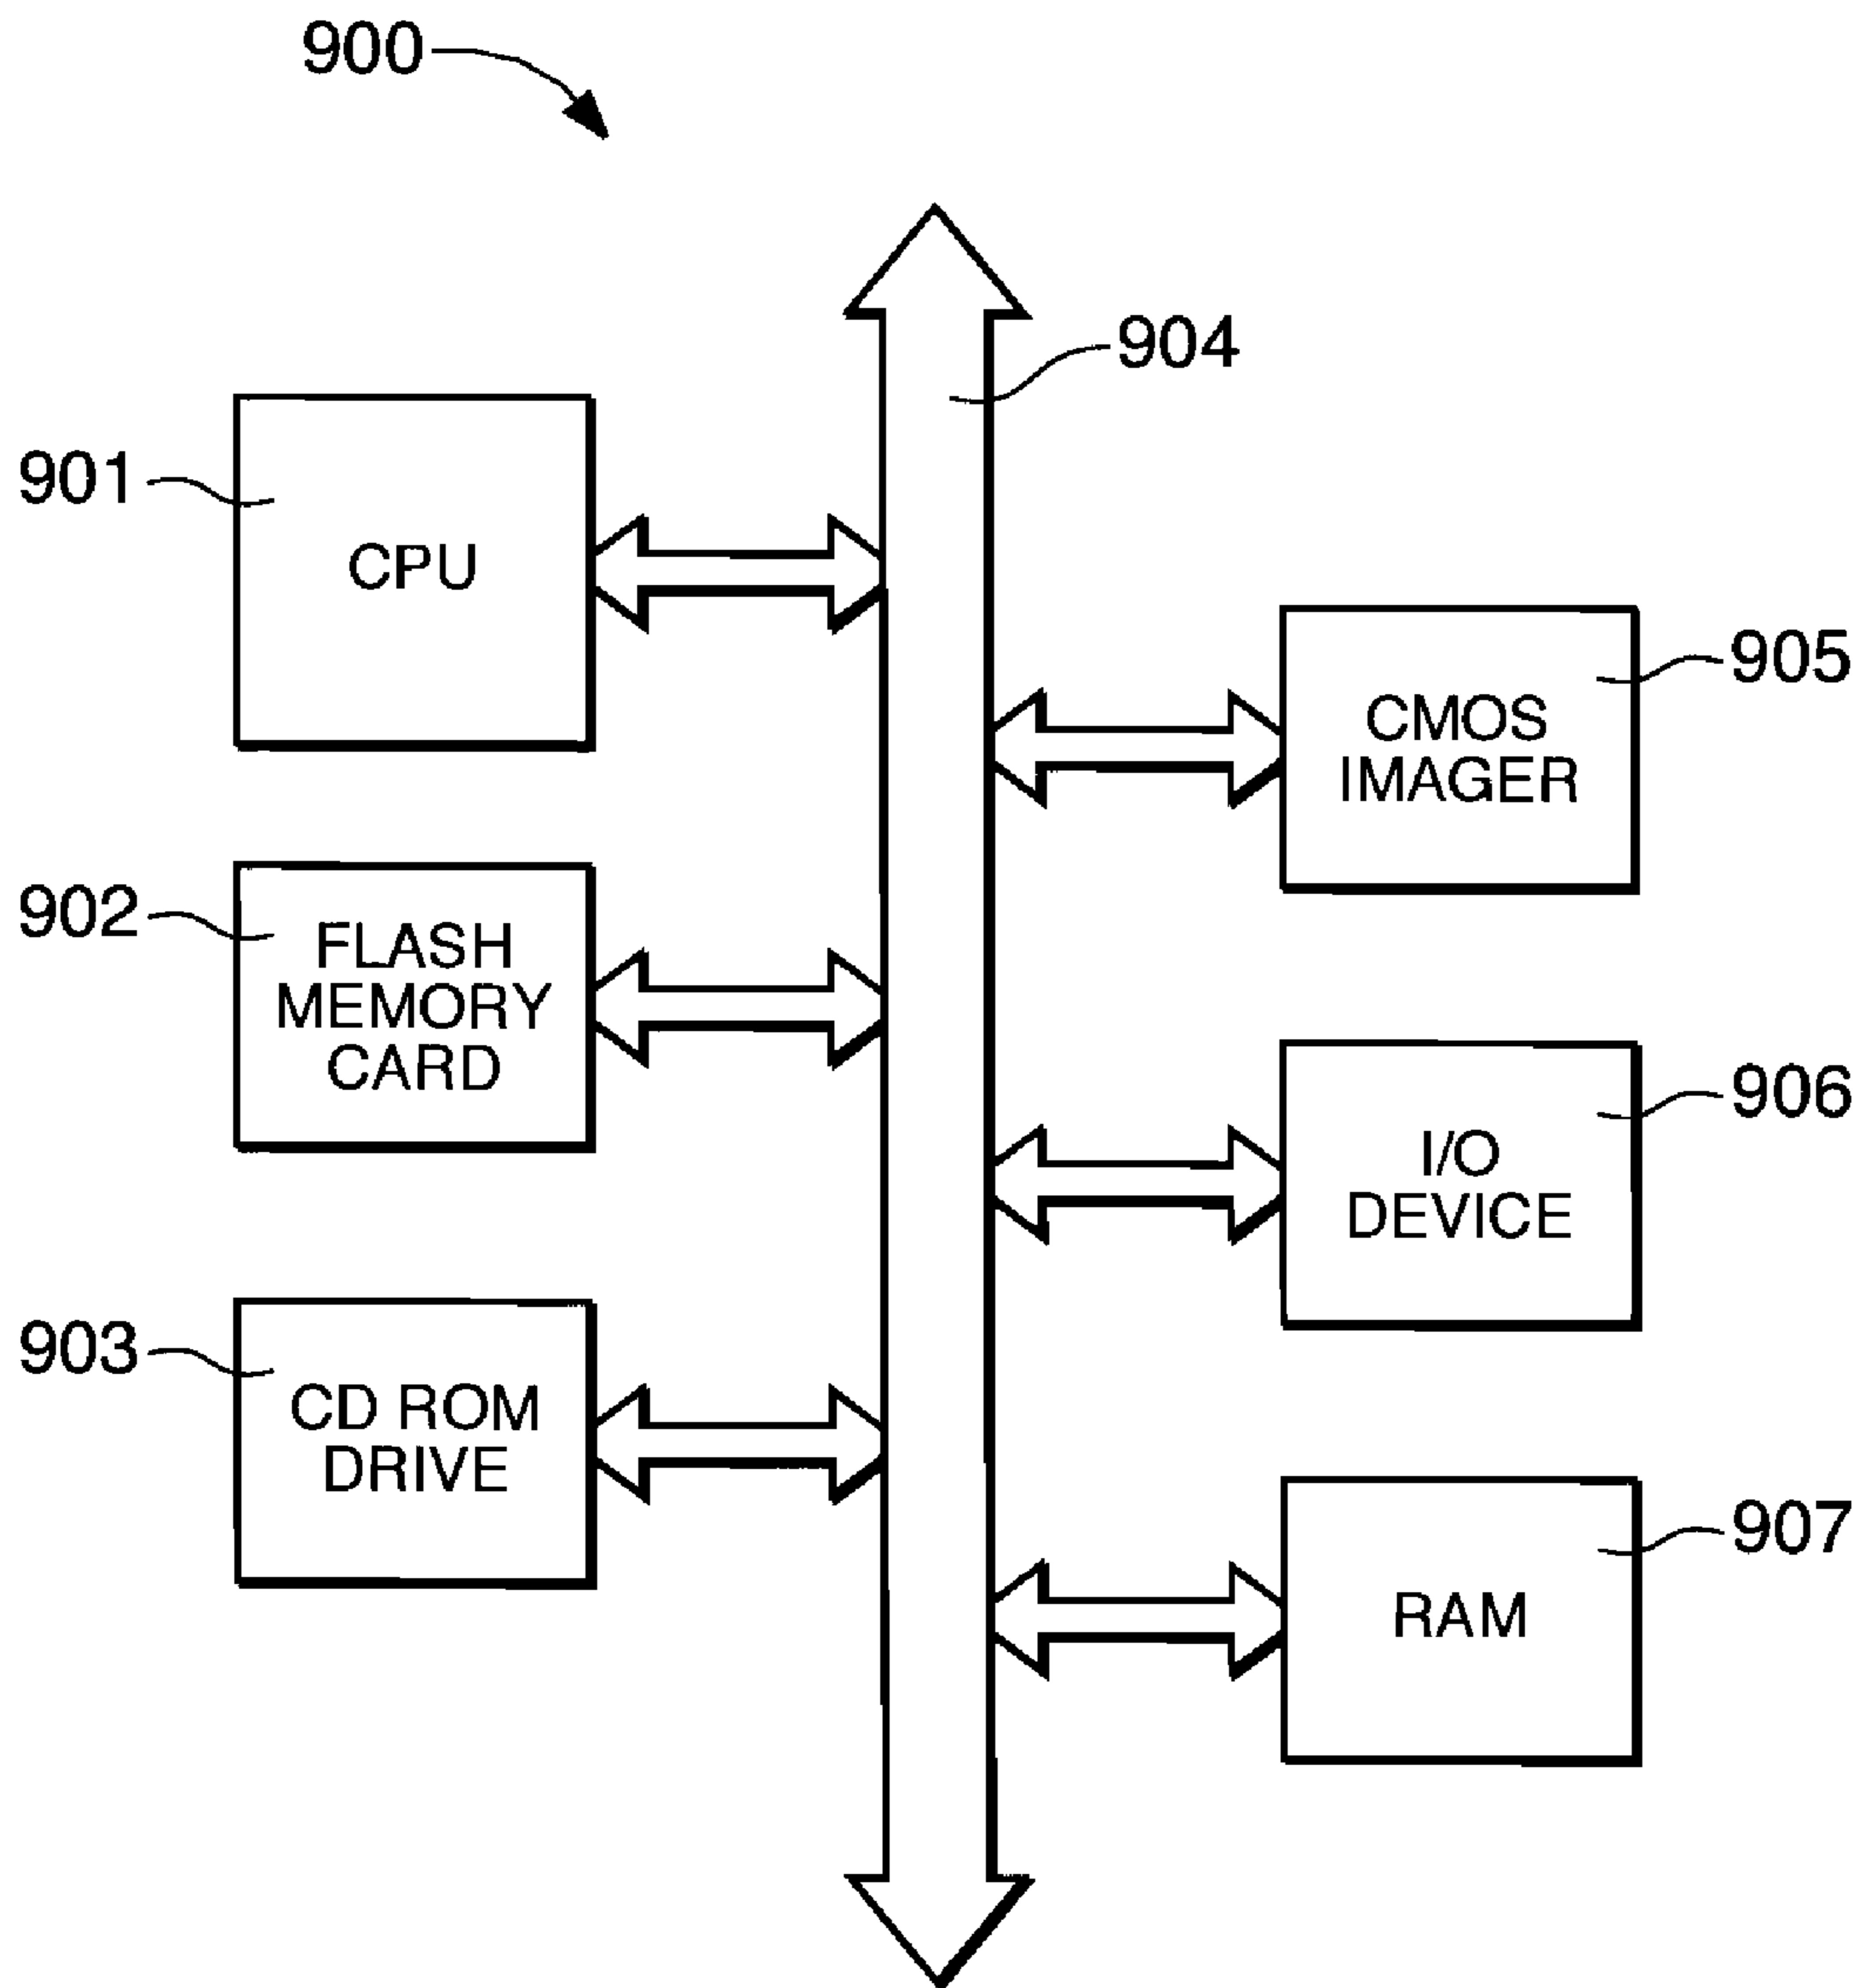 900
904
901
CPU
905
CMOS
IMAGER
902
FLASH
MEMORY
CARD
906
I/O
DEVICE
903
CD ROM
DRIVE
907
RAM